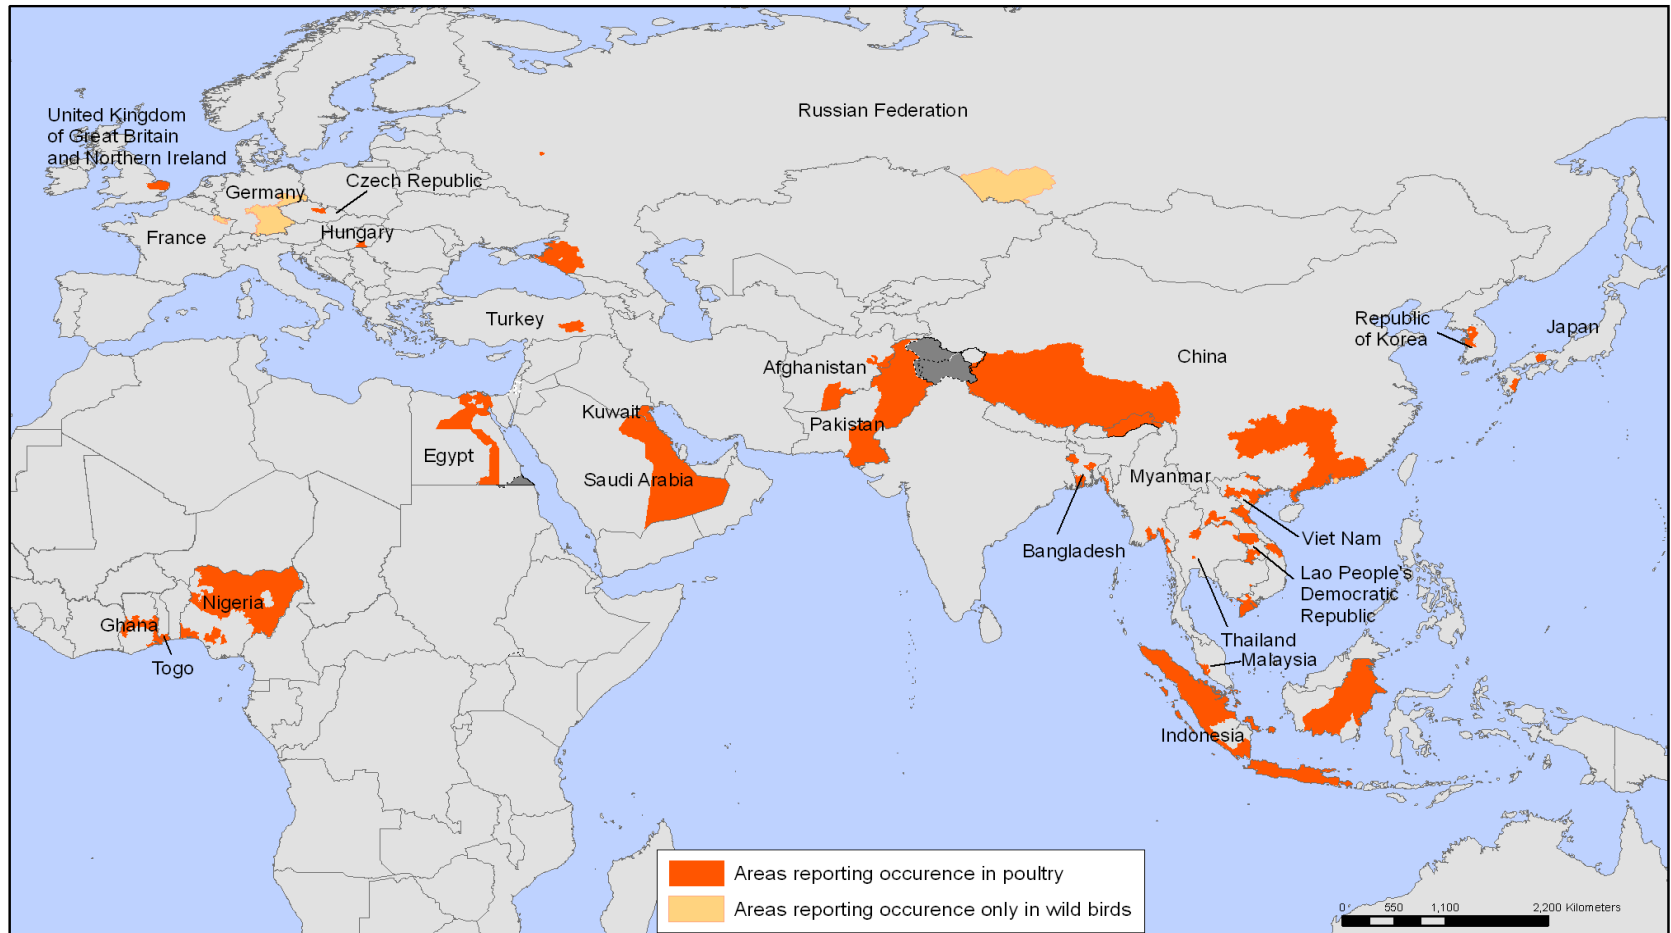 United Kingdom
of Great Britain
and Northern Ireland
Russian Federation
Germany
Czech Republic
France
Hungary
Turkey
Republic
of Korea
Japan
China
Afghanistan
Kuwait
Pakistan
Egypt
Saudi Arabia
Myanmar
Bangladesh
Viet Nam
Lao People's
Democratic
Republic
Nigeria
Ghana
Togo
Thailand
Malaysia
Indonesia
Areas reporting occurence in poultry
Areas reporting occurence only in wild birds
0 550 1,100 2,200 Kilometers